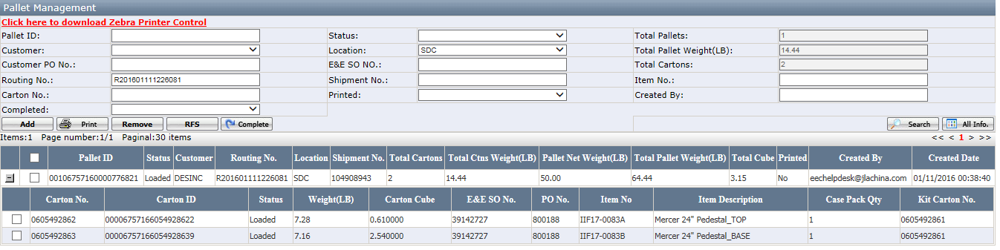 Pallet Management
Click here to download Zebra Printer Control
Pallet ID: Status: Total Pallets: 1
Customer: Location: SDC Total Pallet Weight(LB): 14.44
Customer PO No.: E&E SO NO.: Total Cartons: 2
Routing No.: R201601111226081 Shipment No.: Item No.:
Carton No.: Printed: Created By:
Completed:
Add Print Remove RFS Complete Search All Info.
Items:1 Page number:1/1 Paginal:30 items << < 1 > >>
Pallet ID Status Customer Routing No. Location Shipment No. Total Cartons Total Ctns Weight(LB) Pallet Net Weight(LB) Total Pallet Weight(LB) Total Cube Printed Created By Created Date
00106757160000776821 Loaded DESINC R201601111226081 SDC 104908943 2 14.44 50.00 64.44 3.15 No eechelpdesk@jlachina.com 01/11/2016 00:38:40
Carton No. Carton ID Status Weight(LB) Carton Cube E&E SO No. PO No. Item No Item Description Case Pack Qty Kit Carton No.
0605492862 00006757166054928622 Loaded 7.28 0.610000 39142727 800188 IIF17-0083A Mercer 24" Pedestal_TOP 1 0605492861
0605492863 00006757166054928639 Loaded 7.16 2.540000 39142727 800188 IIF17-0083B Mercer 24" Pedestal_BASE 1 0605492861